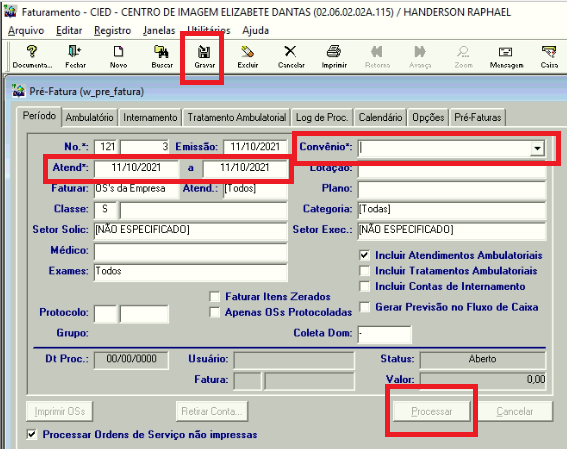 Faturamento - CIED - CENTRO DE IMAGEM ELIZABETE DANTAS (02.06.02.02A.115) / HANDERSON RAPHAEL
Arquivo Editar Registro Janelas Utilitários Ajuda
Documenta... Fechar Novo Buscar Gravar Excluir Cancelar Imprimir Retorna Avança Zoom Mensagem Caixa
Pré-Fatura (w_pre_fatura)
Período Ambulatório Internamento Tratamento Ambulatorial Log de Proc. Calendário Opções Pré-Faturas
No.*: 121 3 Emissão: 11/10/2021 Convênio*:
Atend*: 11/10/2021 a 11/10/2021 Lotação:
Faturar: OS's da Empresa Atend.: [Todos] Plano:
Classe: S Categoria: [Todas]
Setor Solic: [NÃO ESPECIFICADO] Setor Exec.: [NÃO ESPECIFICADO]
Médico: Incluir Atendimentos Ambulatoriais
Exames: Todos Incluir Tratamentos Ambulatoriais
Incluir Contas de Internamento
Faturar Itens Zerados
Protocolo: Apenas OSs Protocoladas Gerar Previsão no Fluxo de Caixa
Grupo: Coleta Dom: -
Dt Proc.: 00/00/0000 Usuário: Status: Aberto
Fatura: Valor: 0,00
Imprimir OSs Retirar Conta... Processar Cancelar
Processar Ordens de Serviço não impressas